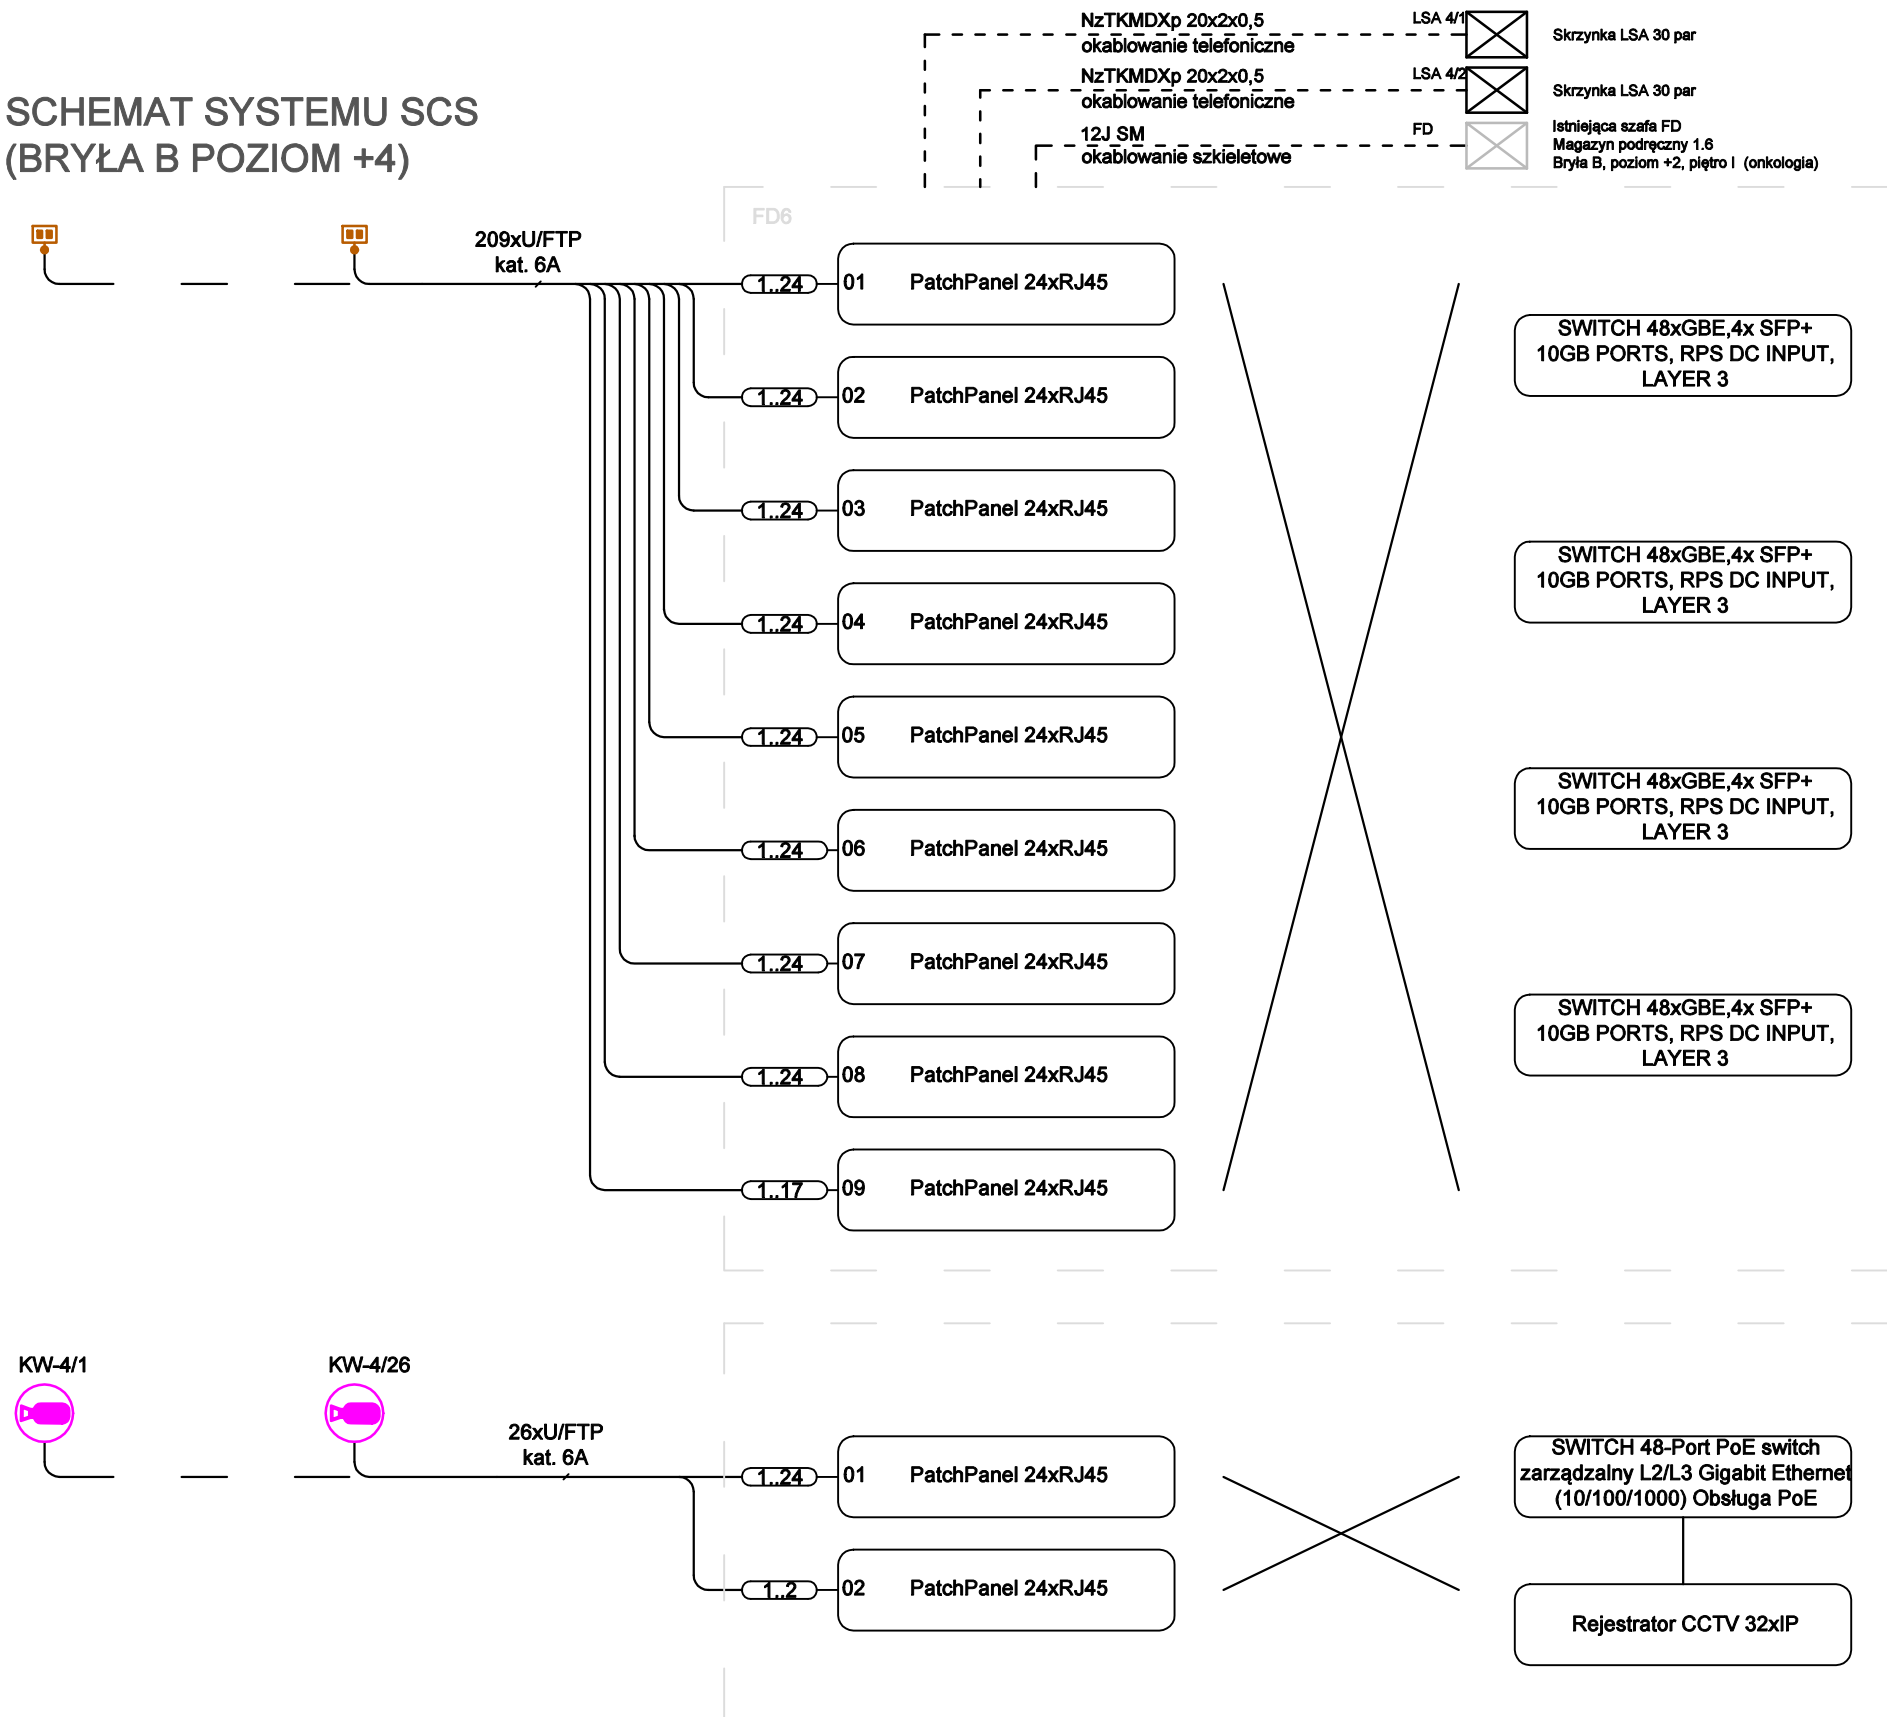 NzTKMDXp 20x2x0,5
okablowanie telefoniczne
LSA 4/1
Skrzynka LSA 30 par
NzTKMDXp 20x2x0,5
okablowanie telefoniczne
LSA 4/2
Skrzynka LSA 30 par
12J SM
okablowanie szkieletowe
FD
Istniejąca szafa FD
Magazyn podręczny 1.6
Bryła B, poziom +2, piętro I (onkologia)
SCHEMAT SYSTEMU SCS
(BRYŁA B POZIOM +4)
FD6
209xU/FTP
kat. 6A
1..24
01
PatchPanel 24xRJ45
1..24
02
PatchPanel 24xRJ45
1..24
03
PatchPanel 24xRJ45
1..24
04
PatchPanel 24xRJ45
1..24
05
PatchPanel 24xRJ45
1..24
06
PatchPanel 24xRJ45
1..24
07
PatchPanel 24xRJ45
1..24
08
PatchPanel 24xRJ45
1..17
09
PatchPanel 24xRJ45
SWITCH 48xGBE,4x SFP+
10GB PORTS, RPS DC INPUT,
LAYER 3
SWITCH 48xGBE,4x SFP+
10GB PORTS, RPS DC INPUT,
LAYER 3
SWITCH 48xGBE,4x SFP+
10GB PORTS, RPS DC INPUT,
LAYER 3
SWITCH 48xGBE,4x SFP+
10GB PORTS, RPS DC INPUT,
LAYER 3
KW-4/1
KW-4/26
26xU/FTP
kat. 6A
1..24
01
PatchPanel 24xRJ45
1..2
02
PatchPanel 24xRJ45
SWITCH 48-Port PoE switch
zarządzalny L2/L3 Gigabit Ethernet
(10/100/1000) Obsługa PoE
Rejestrator CCTV 32xIP